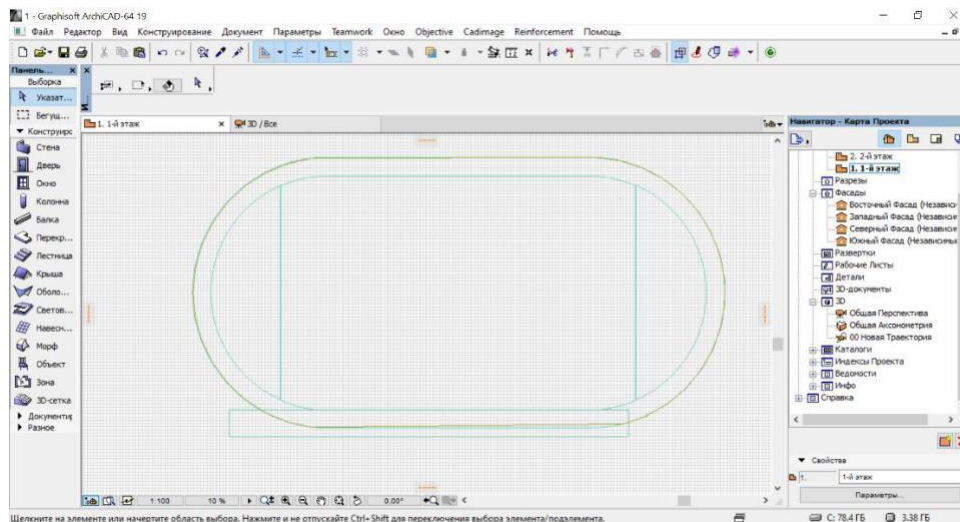 1 - Graphisoft ArchiCAD-64 19
Файл Редактор Вид Конструирование Документ Параметры Teamwork Окно Objective Cadimage Reinforcement Помощь
Панель...
Выборка
Указат...
Бегущ...
Конструирс
Стена
Дверь
Окно
Колонна
Балка
Перекр...
Лестница
Крыша
Оболо...
Светов...
Навесн...
Морф
Объект
Зона
3D-сетка
Документиг
Разное
1. 1-й этаж
3D / Все
Навигатор - Карта Проекта
2. 2-й этаж
1. 1-й этаж
Разрезы
Фасады
Восточный Фасад (Независи
Западный Фасад (Независим
Северный Фасад (Независи
Южный Фасад (Независимы
Развертки
Рабочие Листы
Детали
3D-документы
3D
Общая Перспектива
Общая Аксонометрия
00 Новая Траектория
Каталоги
Индексы Проекта
Ведомости
Инфо
Справка
Свойства
1. 1-й этаж
Параметры...
1:100 10 % 0,00°
Щелкните на элементе или начертите область выбора. Нажмите и не отпускайте Ctrl+Shift для переключения выбора элемента/подэлемента.
C: 78.4 ГБ 3.38 ГБ